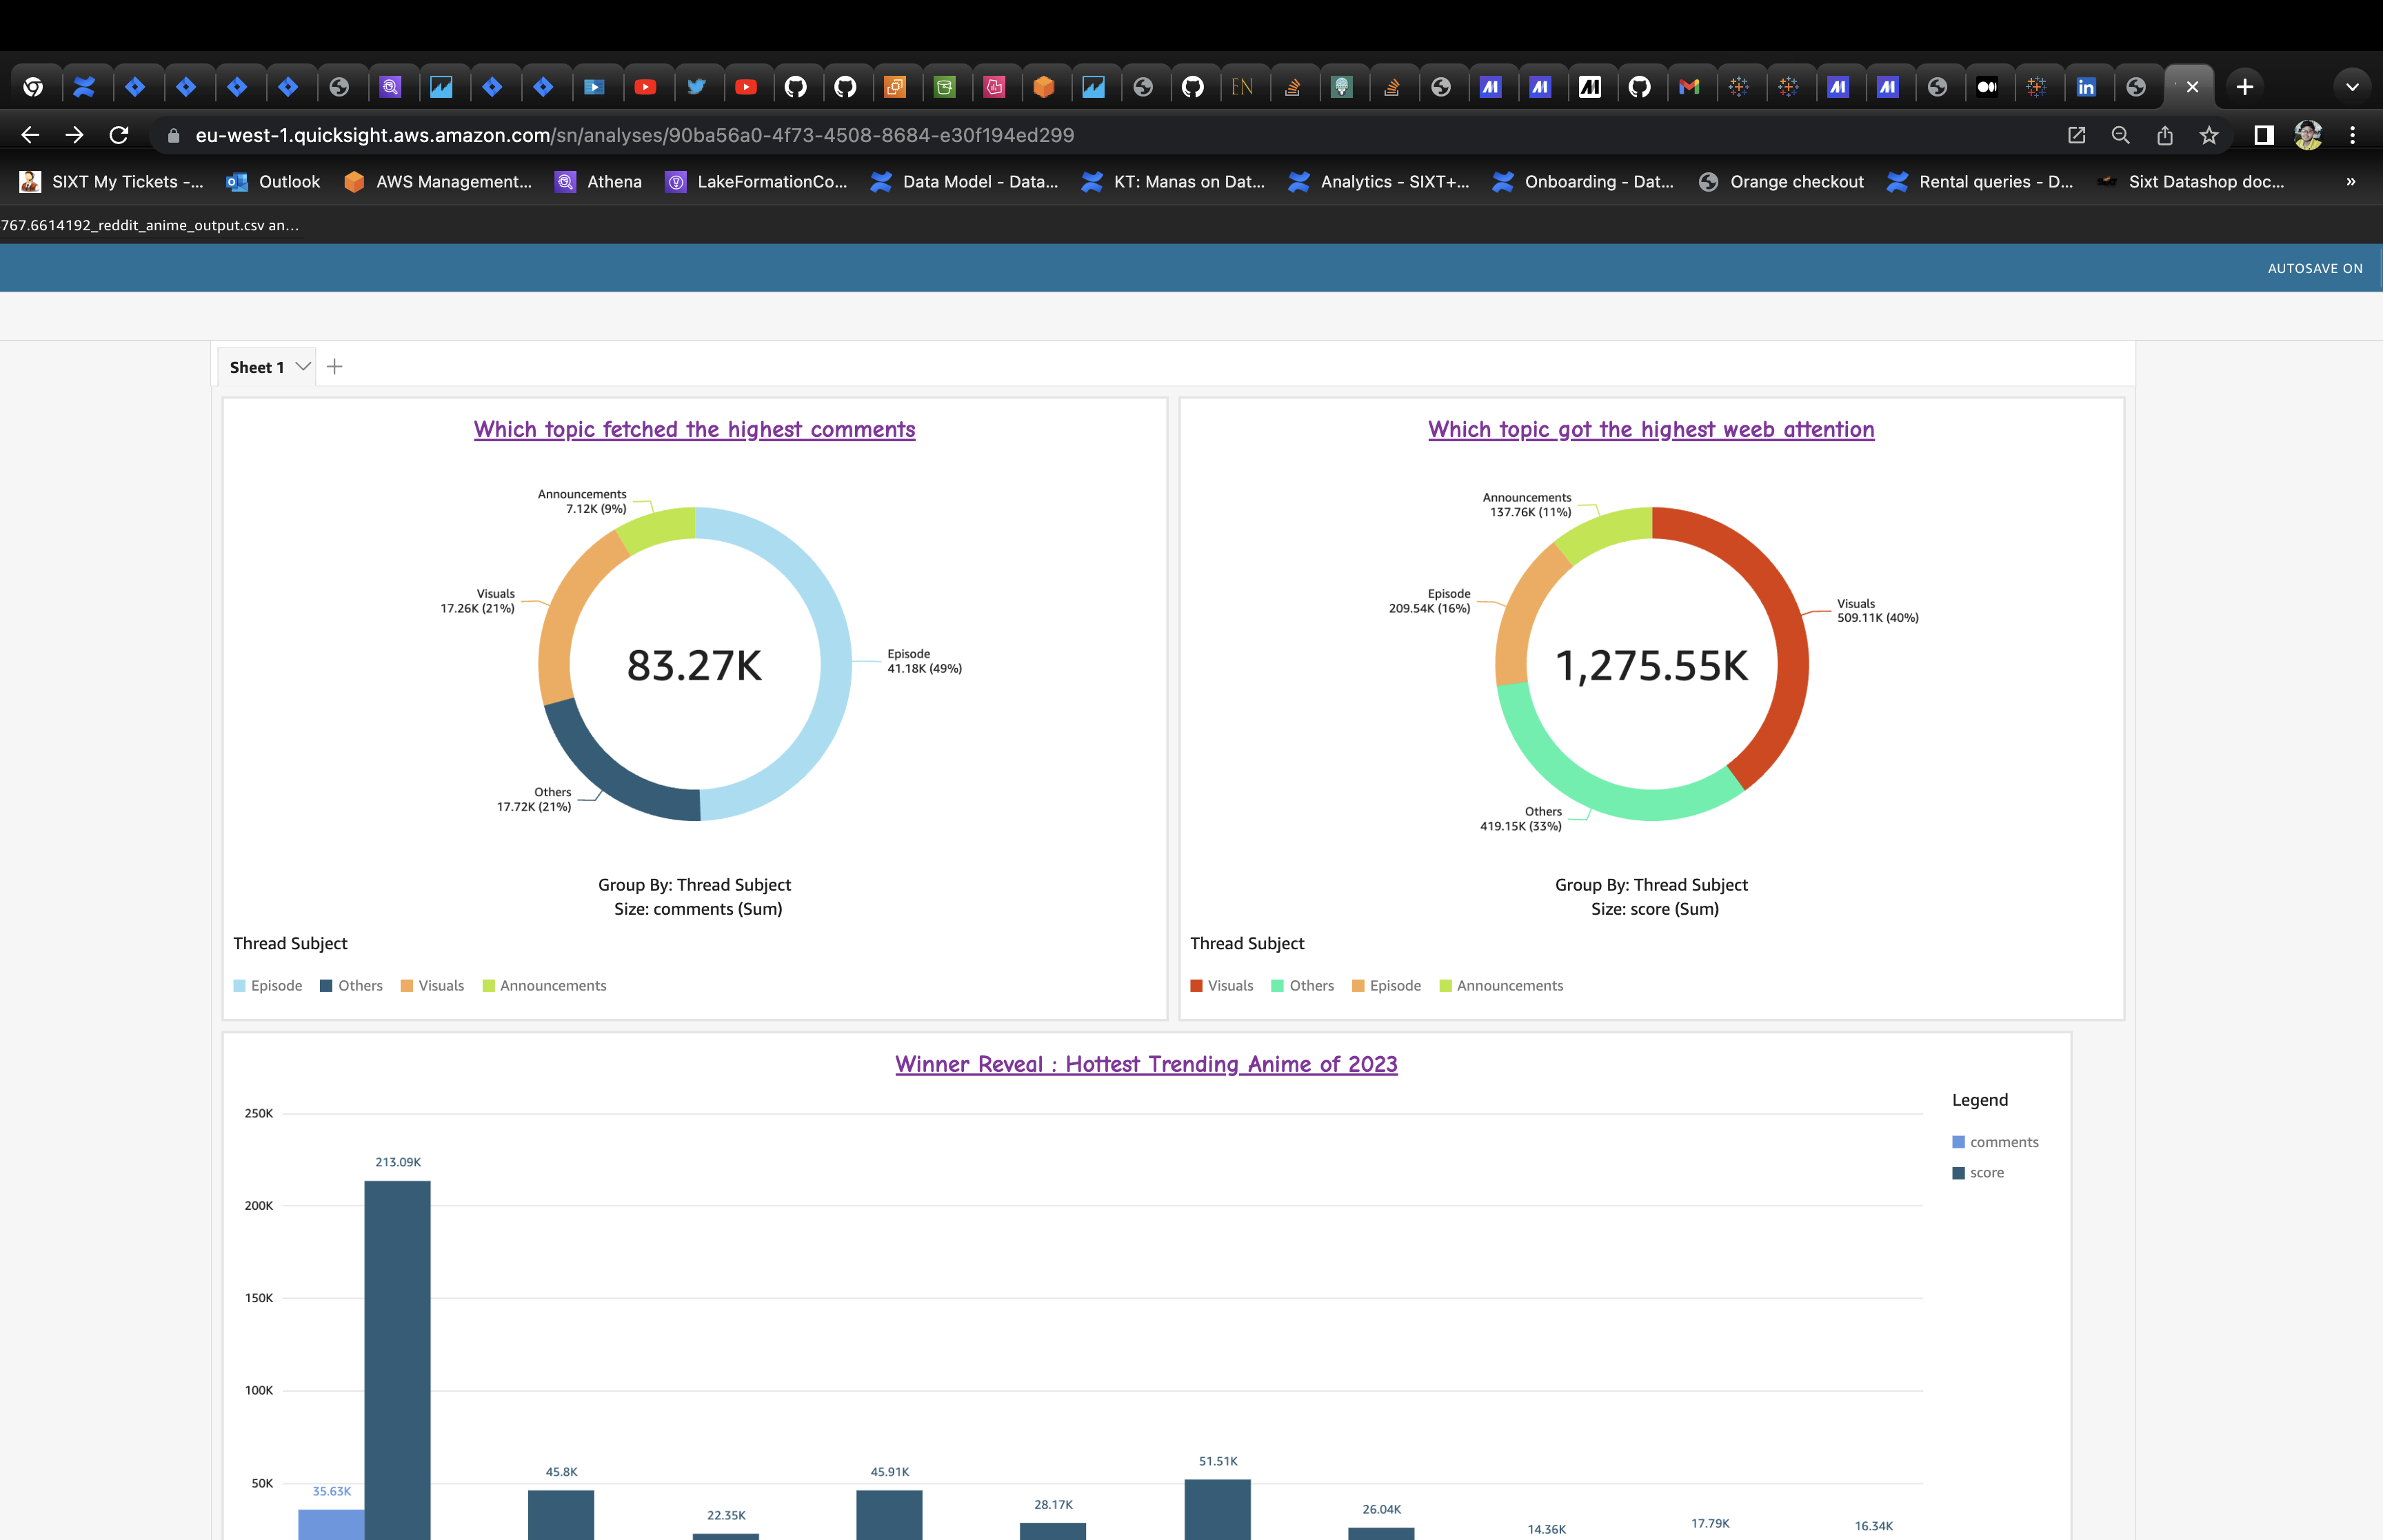 EN
eu-west-1.quicksight.aws.amazon.com/sn/analyses/90ba56a0-4f73-4508-8684-e30f194ed299
SIXT My Tickets -... Outlook AWS Management... Athena LakeFormationCo... Data Model - Data... KT: Manas on Dat... Analytics - SIXT+... Onboarding - Dat... Orange checkout Rental queries - D... Sixt Datashop doc... »
767.6614192_reddit_anime_output.csv an...
AUTOSAVE ON
Sheet 1
Which topic fetched the highest comments
Announcements
7.12K (9%)
Visuals
17.26K (21%)
Episode
41.18K (49%)
83.27K
Others
17.72K (21%)
Group By: Thread Subject
Size: comments (Sum)
Thread Subject
Episode Others Visuals Announcements
Which topic got the highest weeb attention
Announcements
137.76K (11%)
Episode
209.54K (16%)
Visuals
509.11K (40%)
1,275.55K
Others
419.15K (33%)
Group By: Thread Subject
Size: score (Sum)
Thread Subject
Visuals Others Episode Announcements
Winner Reveal : Hottest Trending Anime of 2023
Legend
comments
score
250K
200K
150K
100K
50K
35.63K
213.09K
45.8K
22.35K
45.91K
28.17K
51.51K
26.04K
14.36K
17.79K
16.34K